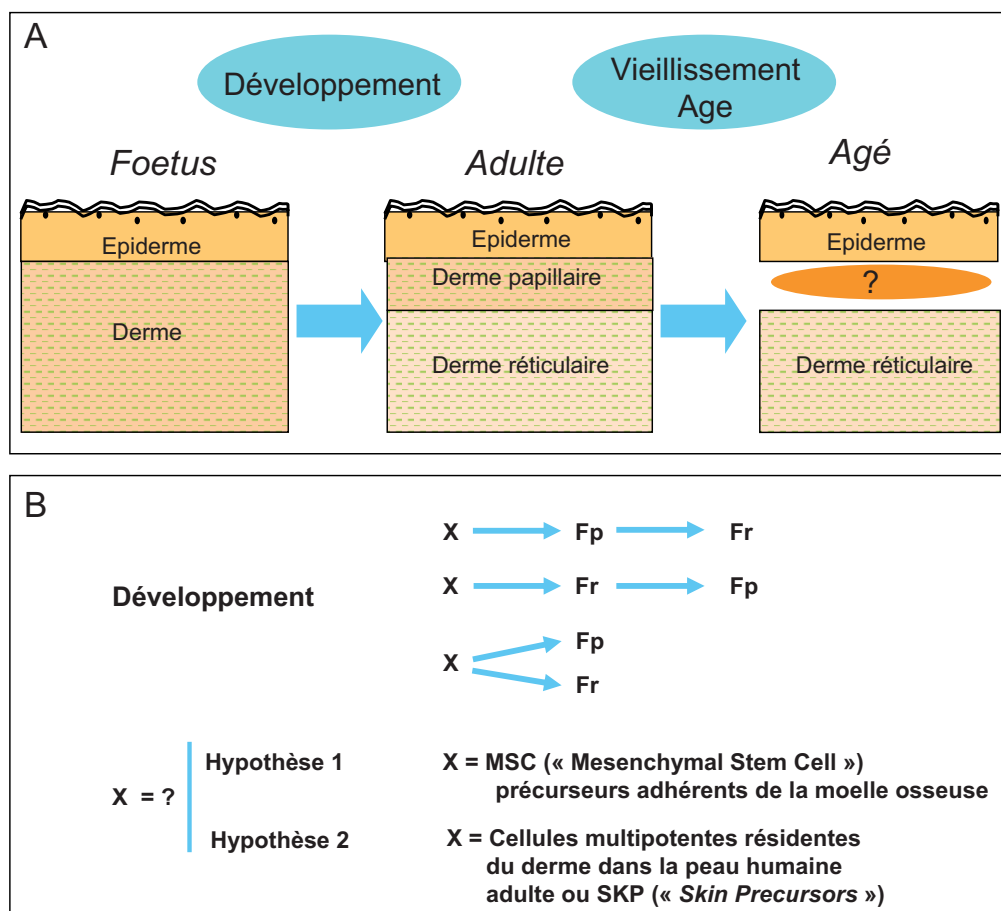 A
Développement
Vieillissement
Age
Foetus
Adulte
Agé
Epiderme
Derme
Epiderme
Derme papillaire
Derme réticulaire
Epiderme
?
Derme réticulaire
B
Développement
X Fp Fr
X Fr Fp
X Fp
Fr
X = ?
Hypothèse 1
X = MSC (« Mesenchymal Stem Cell »)
précurseurs adhérents de la moelle osseuse
Hypothèse 2
X = Cellules multipotentes résidentes
du derme dans la peau humaine
adulte ou SKP (« Skin Precursors »)